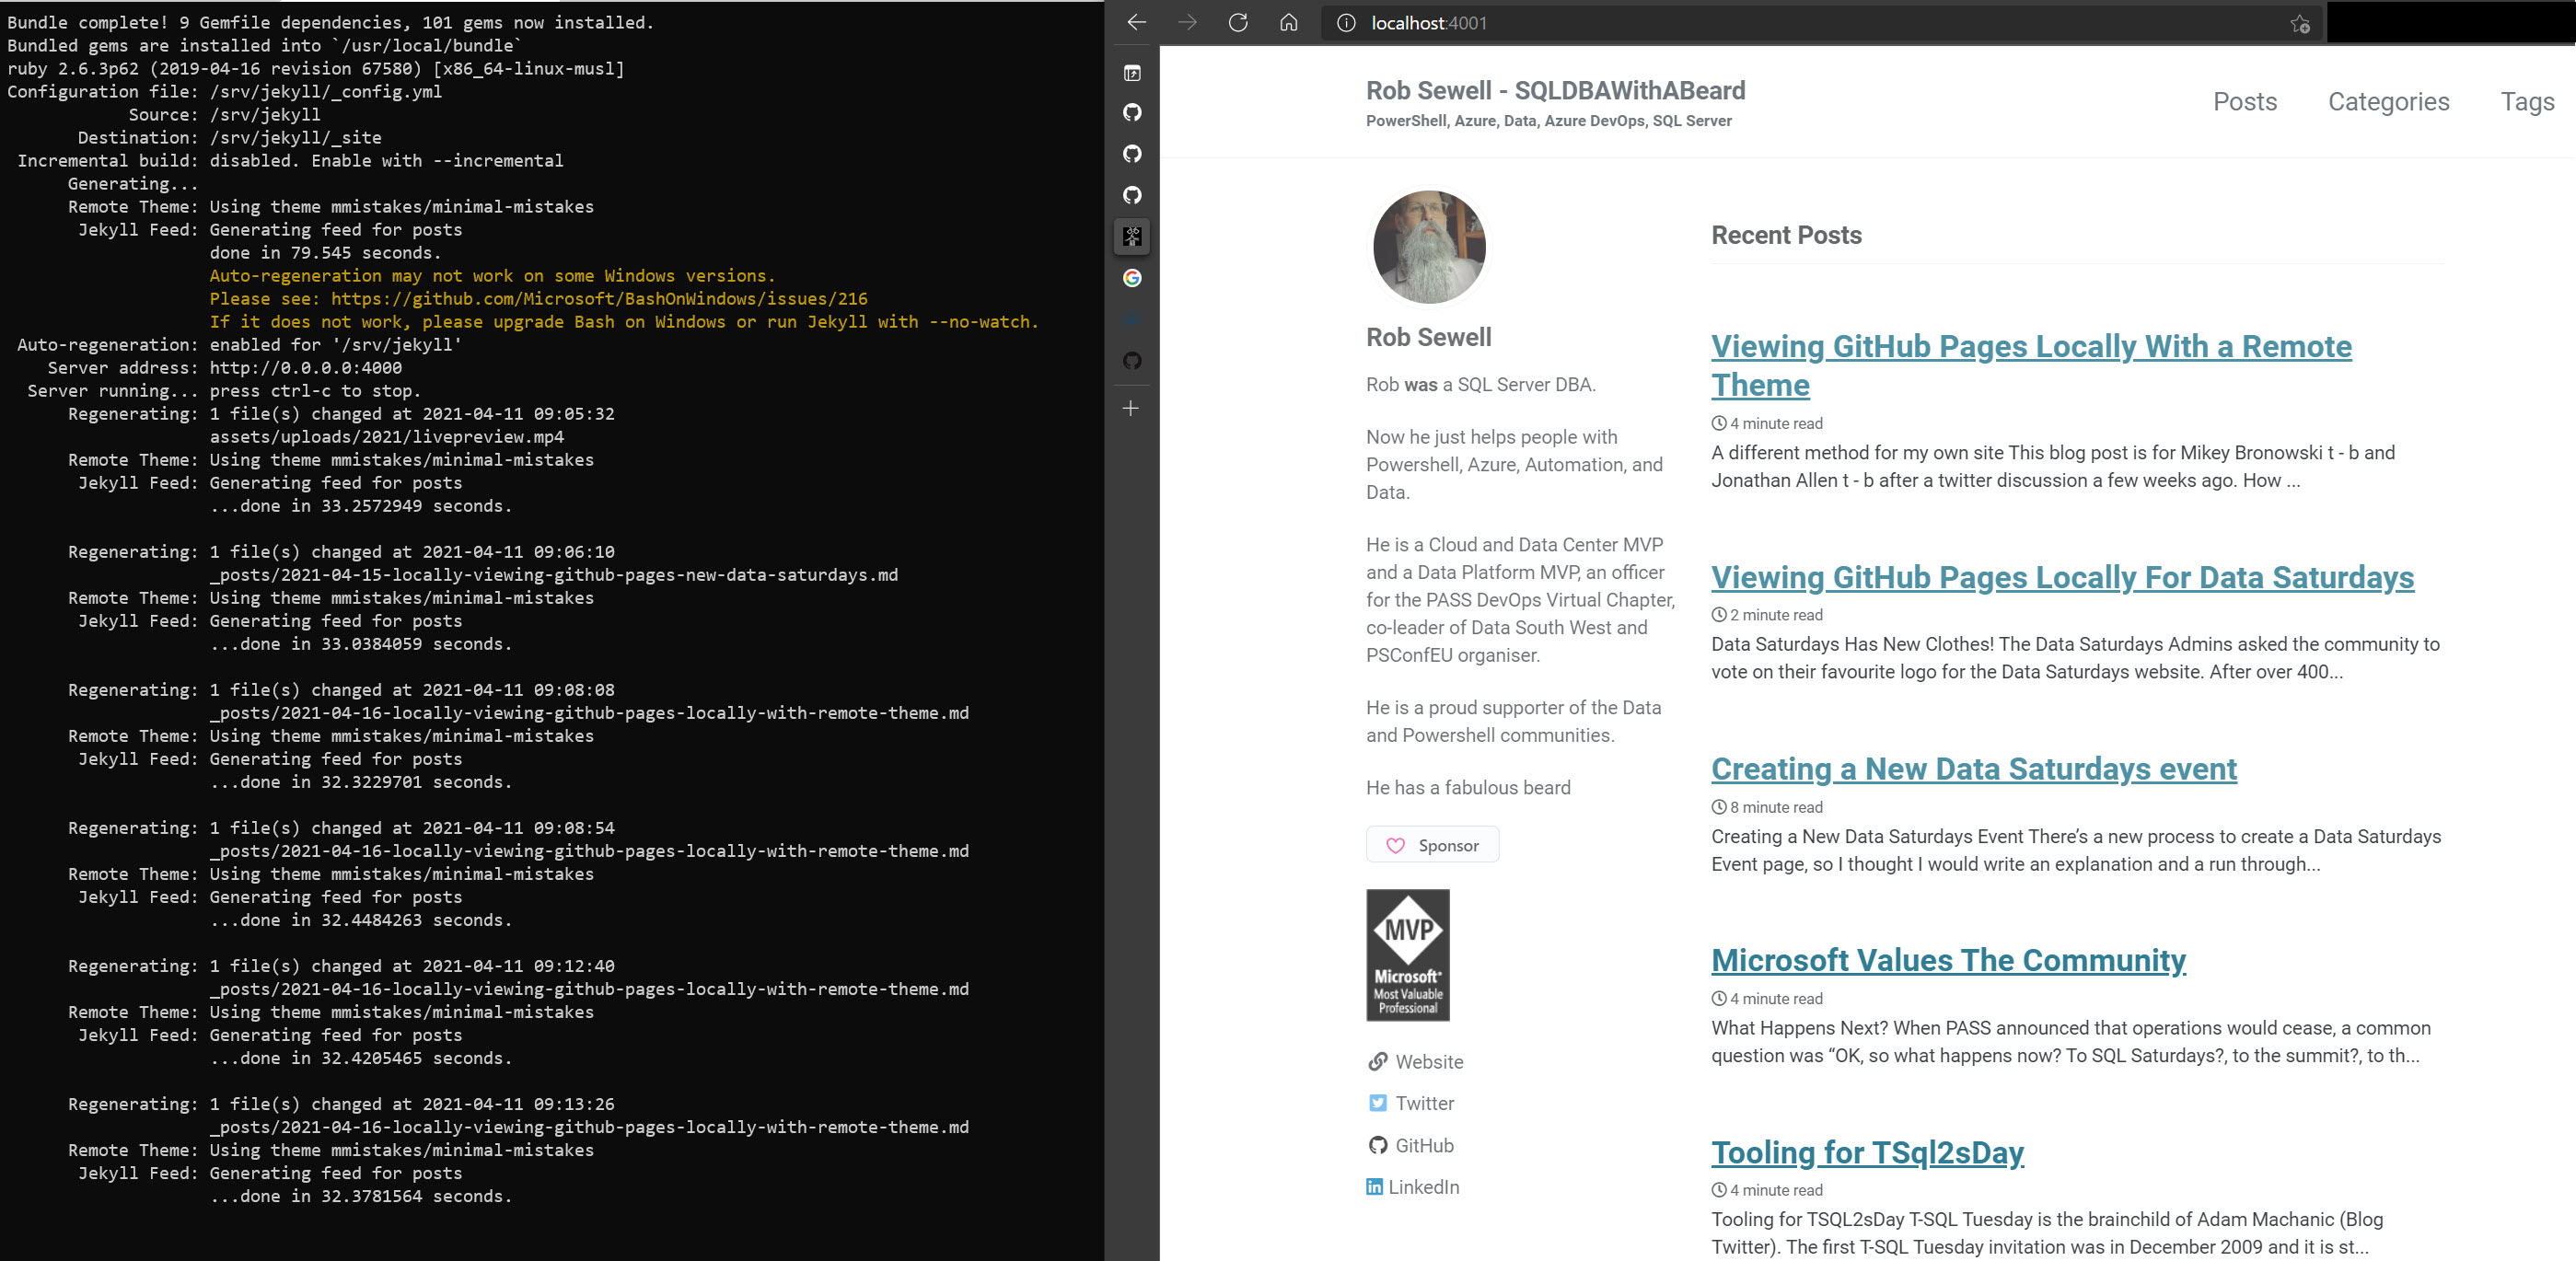 Bundle complete! 9 Gemfile dependencies, 101 gems now installed.
Bundled gems are installed into `/usr/local/bundle`
ruby 2.6.3p62 (2019-04-16 revision 67580) [x86_64-linux-musl]
Configuration file: /srv/jekyll/_config.yml
Source: /srv/jekyll
Destination: /srv/jekyll/_site
Incremental build: disabled. Enable with --incremental
Generating...
Remote Theme: Using theme mmistakes/minimal-mistakes
Jekyll Feed: Generating feed for posts
done in 79.545 seconds.
Auto-regeneration may not work on some Windows versions.
Please see: https://github.com/Microsoft/BashOnWindows/issues/216
If it does not work, please upgrade Bash on Windows or run Jekyll with --no-watch.
Auto-regeneration: enabled for '/srv/jekyll'
Server address: http://0.0.0.0:4000
Server running... press ctrl-c to stop.
Regenerating: 1 file(s) changed at 2021-04-11 09:05:32
assets/uploads/2021/livepreview.mp4
Remote Theme: Using theme mmistakes/minimal-mistakes
Jekyll Feed: Generating feed for posts
...done in 33.2572949 seconds.
Regenerating: 1 file(s) changed at 2021-04-11 09:06:10
_posts/2021-04-15-locally-viewing-github-pages-new-data-saturdays.md
Remote Theme: Using theme mmistakes/minimal-mistakes
Jekyll Feed: Generating feed for posts
...done in 33.0384059 seconds.
Regenerating: 1 file(s) changed at 2021-04-11 09:08:08
_posts/2021-04-16-locally-viewing-github-pages-locally-with-remote-theme.md
Remote Theme: Using theme mmistakes/minimal-mistakes
Jekyll Feed: Generating feed for posts
...done in 32.3229701 seconds.
Regenerating: 1 file(s) changed at 2021-04-11 09:08:54
_posts/2021-04-16-locally-viewing-github-pages-locally-with-remote-theme.md
Remote Theme: Using theme mmistakes/minimal-mistakes
Jekyll Feed: Generating feed for posts
...done in 32.4484263 seconds.
Regenerating: 1 file(s) changed at 2021-04-11 09:12:40
_posts/2021-04-16-locally-viewing-github-pages-locally-with-remote-theme.md
Remote Theme: Using theme mmistakes/minimal-mistakes
Jekyll Feed: Generating feed for posts
...done in 32.4205465 seconds.
Regenerating: 1 file(s) changed at 2021-04-11 09:13:26
_posts/2021-04-16-locally-viewing-github-pages-locally-with-remote-theme.md
Remote Theme: Using theme mmistakes/minimal-mistakes
Jekyll Feed: Generating feed for posts
...done in 32.3781564 seconds.
localhost:4001
Rob Sewell - SQLDBAWithABeard
PowerShell, Azure, Data, Azure DevOps, SQL Server
Posts Categories Tags
Rob Sewell
Rob was a SQL Server DBA.
Now he just helps people with
Powershell, Azure, Automation, and
Data.
He is a Cloud and Data Center MVP
and a Data Platform MVP, an officer
for the PASS DevOps Virtual Chapter,
co-leader of Data South West and
PSConfEU organiser.
He is a proud supporter of the Data
and Powershell communities.
He has a fabulous beard
Sponsor
MVP
Microsoft®
Most Valuable
Professional
Website
Twitter
GitHub
LinkedIn
Recent Posts
Viewing GitHub Pages Locally With a Remote
Theme
4 minute read
A different method for my own site This blog post is for Mikey Bronowski t - b and
Jonathan Allen t - b after a twitter discussion a few weeks ago. How ...
Viewing GitHub Pages Locally For Data Saturdays
2 minute read
Data Saturdays Has New Clothes! The Data Saturdays Admins asked the community to
vote on their favourite logo for the Data Saturdays website. After over 400...
Creating a New Data Saturdays event
8 minute read
Creating a New Data Saturdays Event There’s a new process to create a Data Saturdays
Event page, so I thought I would write an explanation and a run through...
Microsoft Values The Community
4 minute read
What Happens Next? When PASS announced that operations would cease, a common
question was “OK, so what happens now? To SQL Saturdays?, to the summit?, to th...
Tooling for TSql2sDay
4 minute read
Tooling for TSQL2sDay T-SQL Tuesday is the brainchild of Adam Machanic (Blog
Twitter). The first T-SQL Tuesday invitation was in December 2009 and it is st...